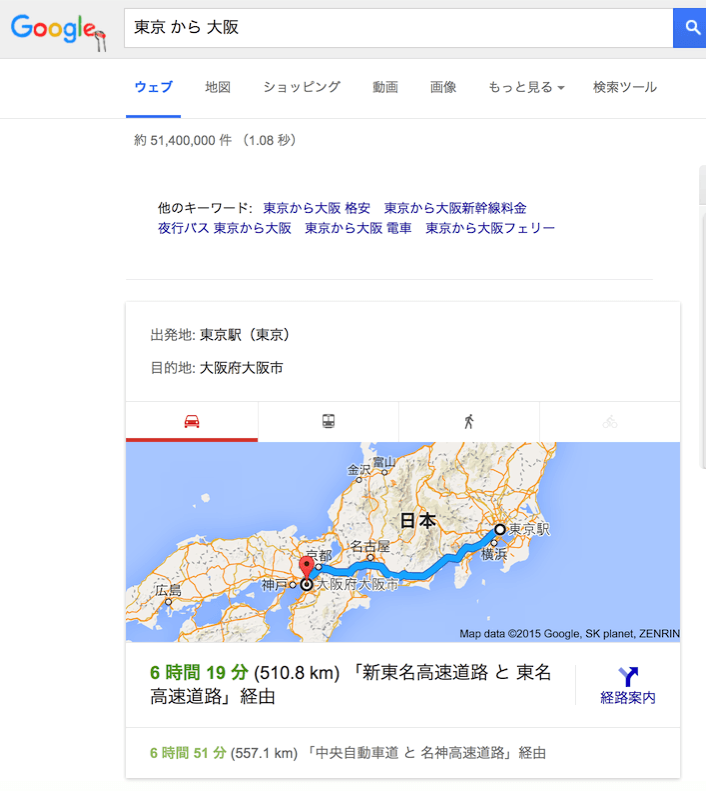 Google
東京 から 大阪
ウェブ 地図 ショッピング 動画 画像 もっと見る 検索ツール
約 51,400,000 件 （1.08 秒）
他のキーワード: 東京から大阪 格安 東京から大阪新幹線料金
夜行バス 東京から大阪 東京から大阪 電車 東京から大阪フェリー
出発地: 東京駅（東京）
目的地: 大阪府大阪市
金沢 富山
日本
東京駅
名古屋
横浜
京都
神戸 大阪府大阪市
広島
Map data ©2015 Google, SK planet, ZENRIN
6 時間 19 分 (510.8 km) 「新東名高速道路 と 東名
高速道路」経由
経路案内
6 時間 51 分 (557.1 km) 「中央自動車道 と 名神高速道路」経由